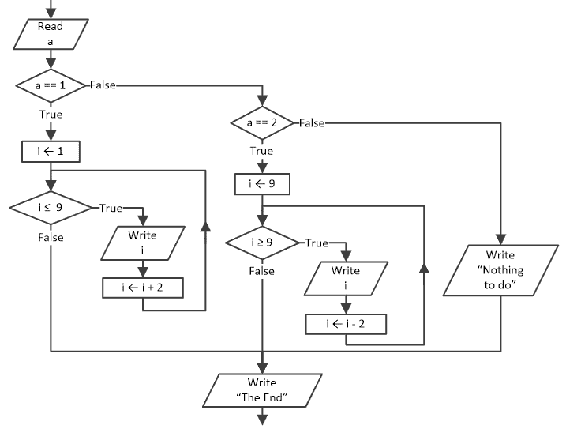 Read
a
a == 1
False
True
a == 2
False
True
i ← 1
i ← 9
i ≤ 9
True
False
Write
i
i ← i + 2
i ≥ 9
True
False
Write
i
i ← i - 2
Write
“Nothing
to do”
Write
“The End”